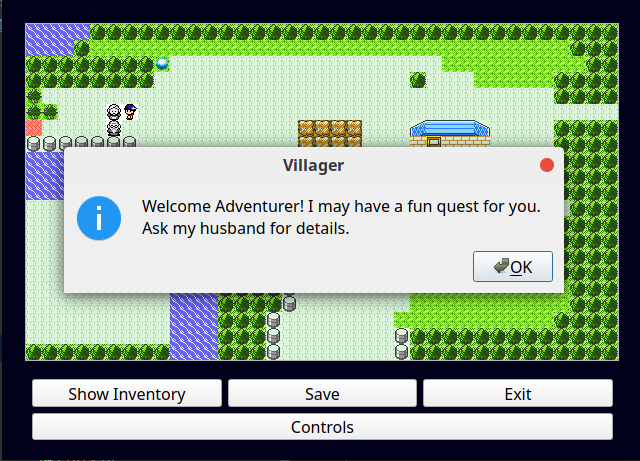 Villager
Welcome Adventurer! I may have a fun quest for you.
Ask my husband for details.
OK
Show Inventory
Save
Exit
Controls